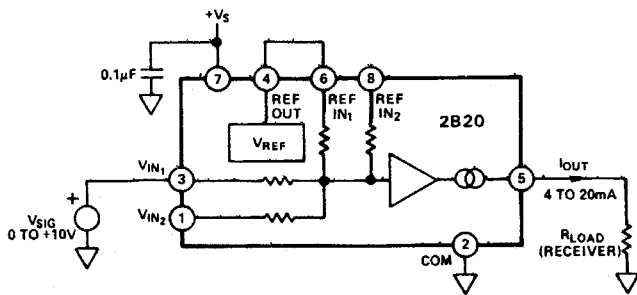 +VS
0.1µF
7
4
6
8
REF
OUT
REF
IN1
REF
IN2
2B20
VREF
VIN1
3
VIN2
1
+
VSIG
0 TO +10V
5
IOUT
4 TO 20mA
2
COM
RLOAD
(RECEIVER)